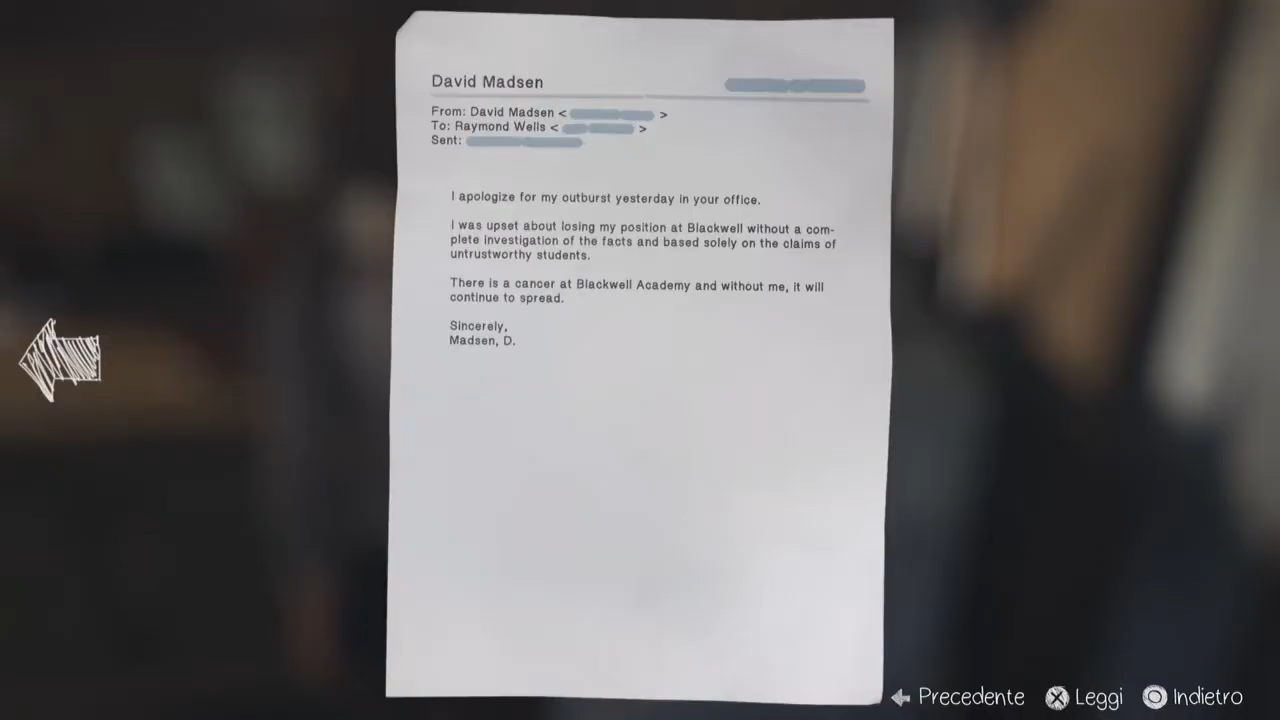 David Madsen
From: David Madsen < >
To: Raymond Wells < >
Sent:
I apologize for my outburst yesterday in your office.
I was upset about losing my position at Blackwell without a com-
plete investigation of the facts and based solely on the claims of
untrustworthy students.
There is a cancer at Blackwell Academy and without me, it will
continue to spread.
Sincerely,
Madsen, D.
Precedente
Leggi
Indietro